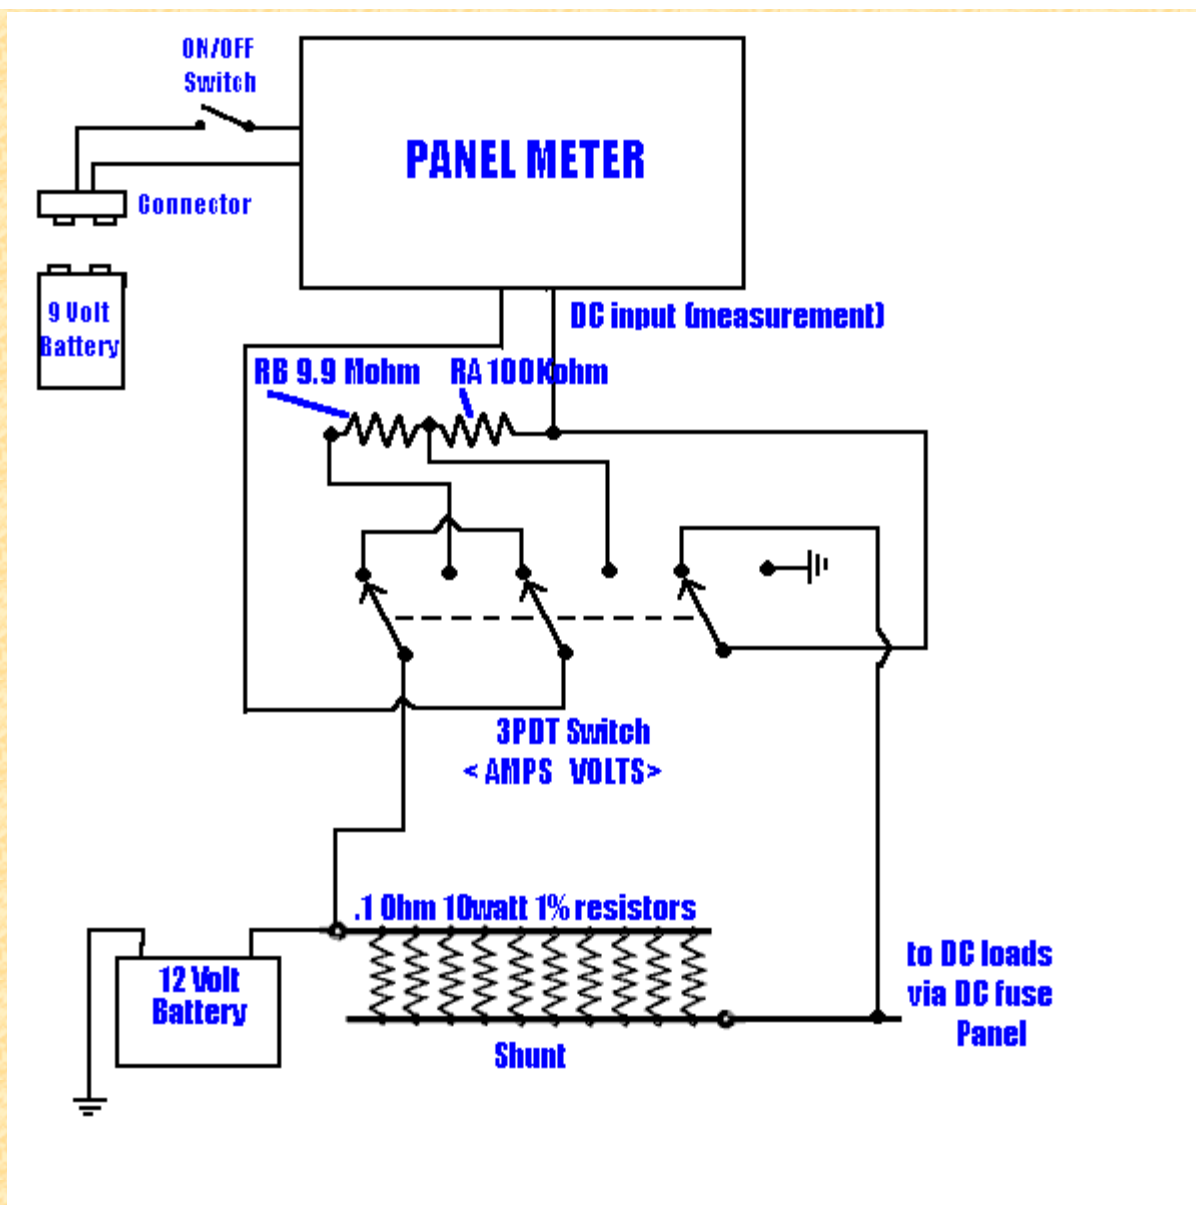 ON/OFF
Switch
PANEL METER
Connector
9 Volt
Battery
DC input (measurement)
RB 9.9 Mohm RA 100Kohm
3PDT Switch
< AMPS VOLTS>
.1 Ohm 10watt 1% resistors
12 Volt
Battery
to DC loads
via DC fuse
Panel
Shunt